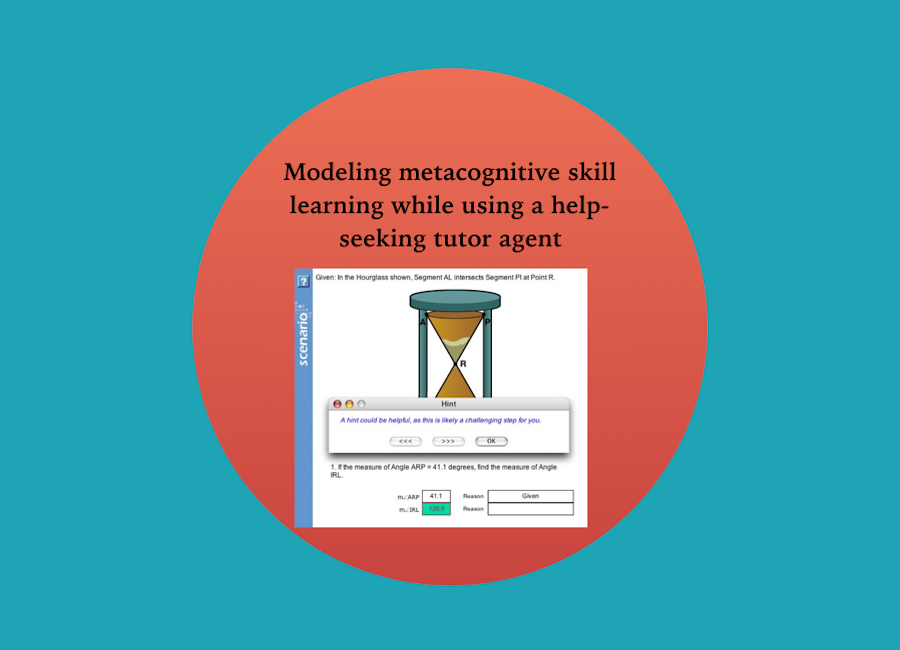 Modeling metacognitive skill
learning while using a help-
seeking tutor agent
?
Given: In the Hourglass shown, Segment AL intersects Segment PI at Point R.
scenario
A
P
R
Hint
A hint could be helpful, as this is likely a challenging step for you.
<<<
>>>
OK
1. If the measure of Angle ARP = 41.1 degrees, find the measure of Angle
IRL.
m∠ARP 41.1 Reason Given
m∠IRL 138.9 Reason